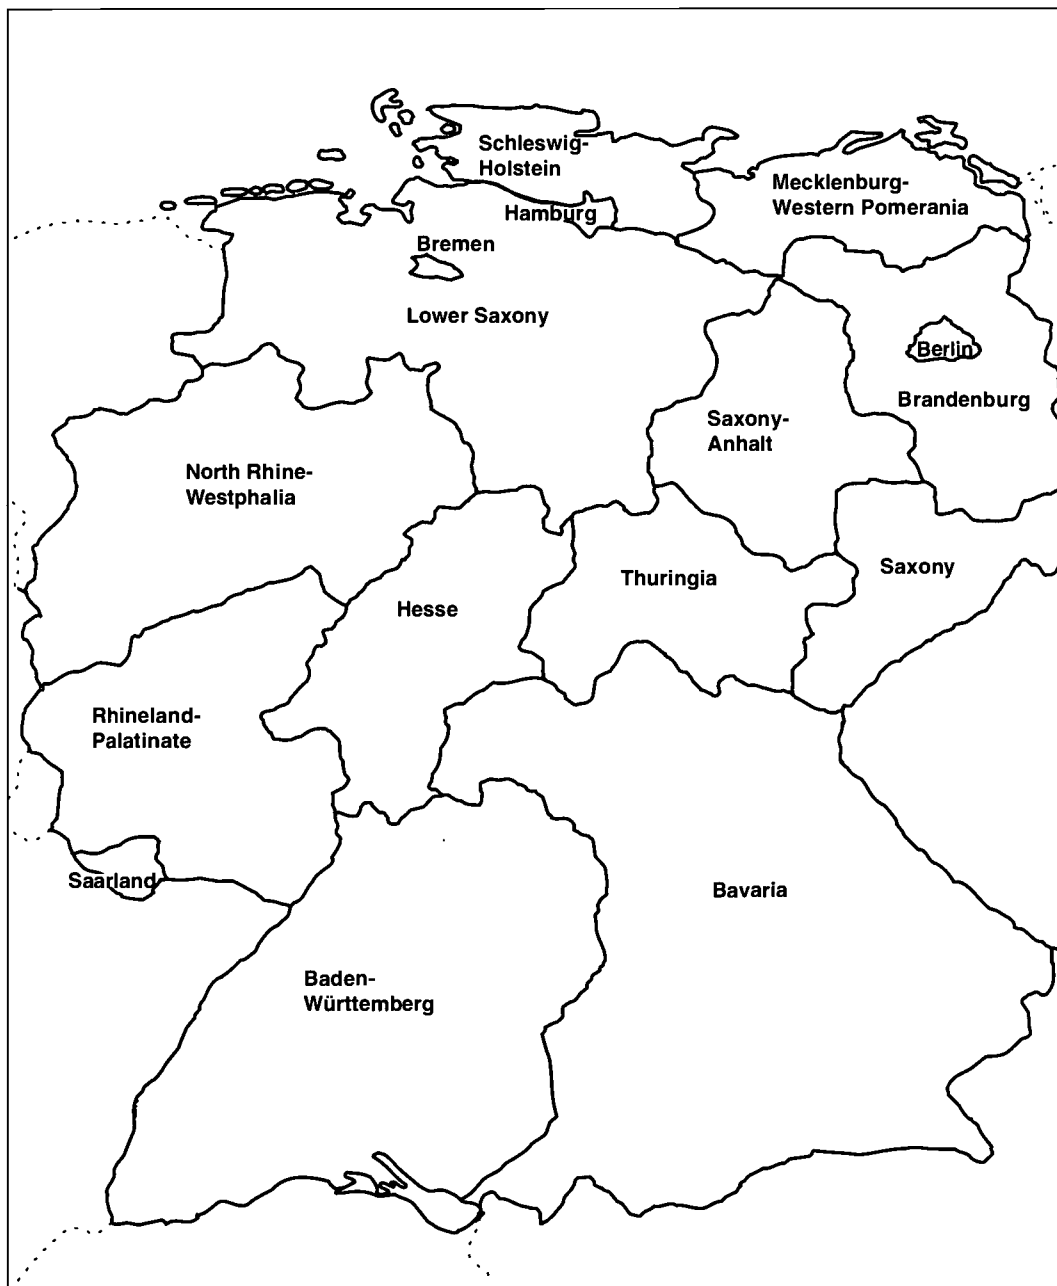 Schleswig-
Holstein
Mecklenburg-
Western Pomerania
Hamburg
Bremen
Lower Saxony
Berlin
Brandenburg
Saxony-
Anhalt
North Rhine-
Westphalia
Saxony
Thuringia
Hesse
Rhineland-
Palatinate
Saarland
Bavaria
Baden-
Württemberg